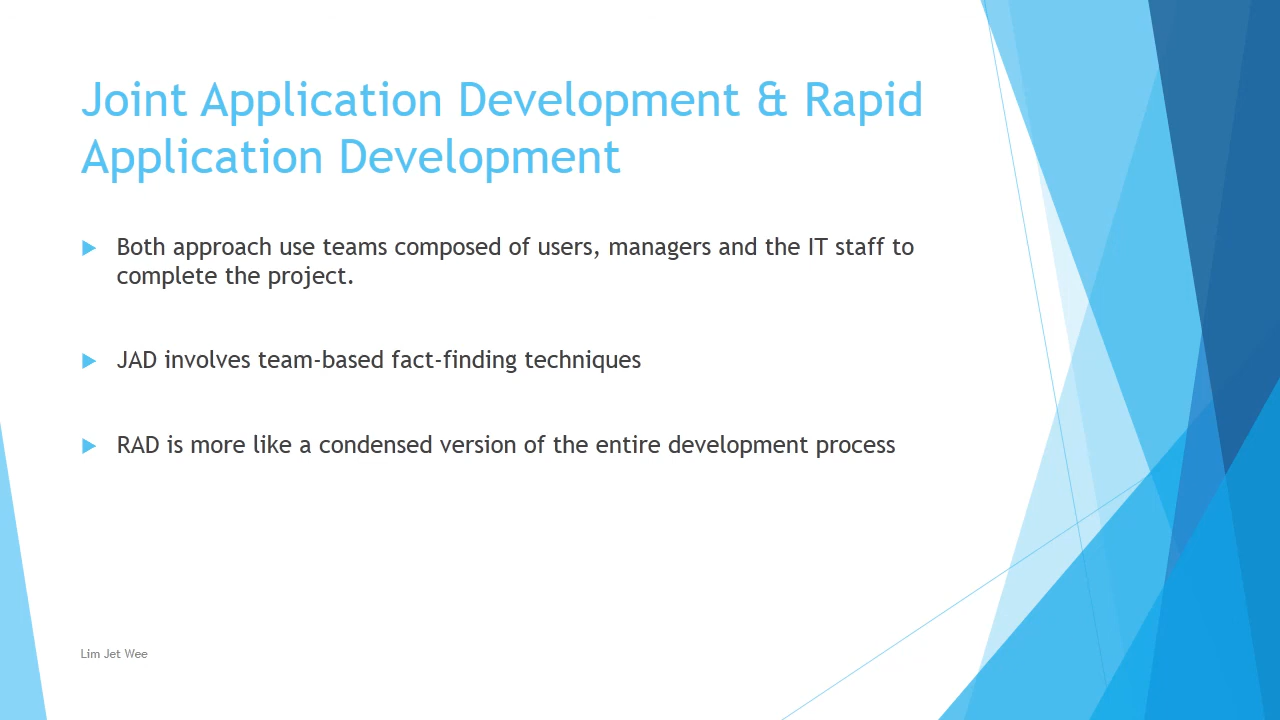 Joint Application Development & Rapid
Application Development
Both approach use teams composed of users, managers and the IT staff to
complete the project.
JAD involves team-based fact-finding techniques
RAD is more like a condensed version of the entire development process
Lim Jet Wee